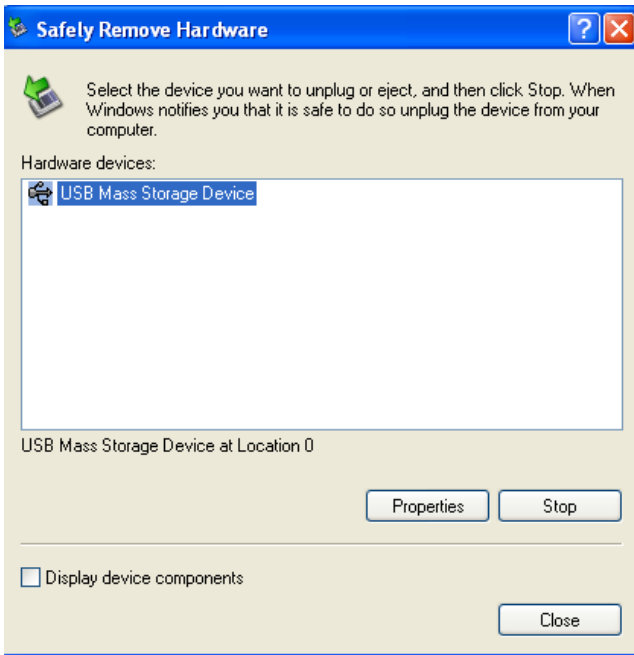 Safely Remove Hardware
Select the device you want to unplug or eject, and then click Stop. When
Windows notifies you that it is safe to do so unplug the device from your
computer.
Hardware devices:
USB Mass Storage Device
USB Mass Storage Device at Location 0
Properties
Stop
Display device components
Close